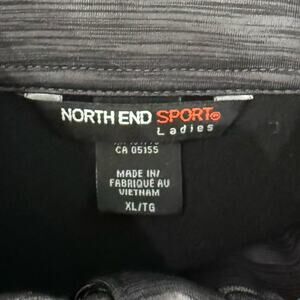 NORTH END SPORT®
Ladies
CA 05155
MADE IN/
FABRIQUÉ AU
VIETNAM
XL/TG